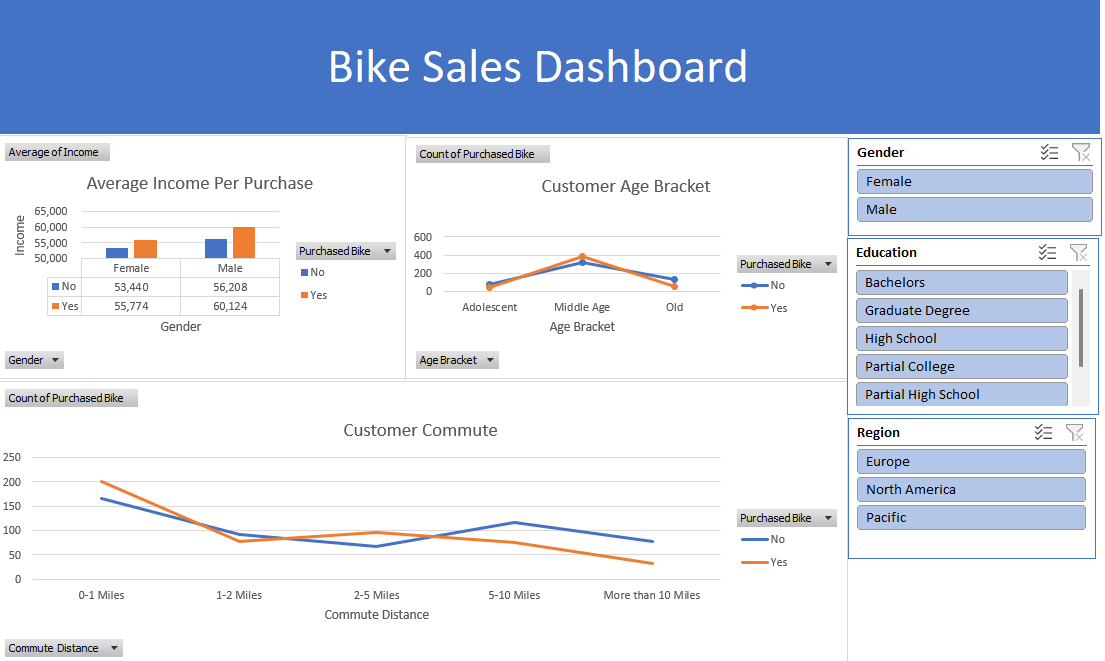 Bike Sales Dashboard
Average of Income
Average Income Per Purchase
Income
65,000
60,000
55,000
50,000
Female Male
No 53,440 56,208
Yes 55,774 60,124
Gender
Purchased Bike
No
Yes
Gender
Count of Purchased Bike
Customer Age Bracket
600
400
200
0
Adolescent Middle Age Old
Age Bracket
Purchased Bike
No
Yes
Age Bracket
Count of Purchased Bike
Customer Commute
250
200
150
100
50
0
0-1 Miles 1-2 Miles 2-5 Miles 5-10 Miles More than 10 Miles
Commute Distance
Purchased Bike
No
Yes
Commute Distance
Gender
Female
Male
Education
Bachelors
Graduate Degree
High School
Partial College
Partial High School
Region
Europe
North America
Pacific